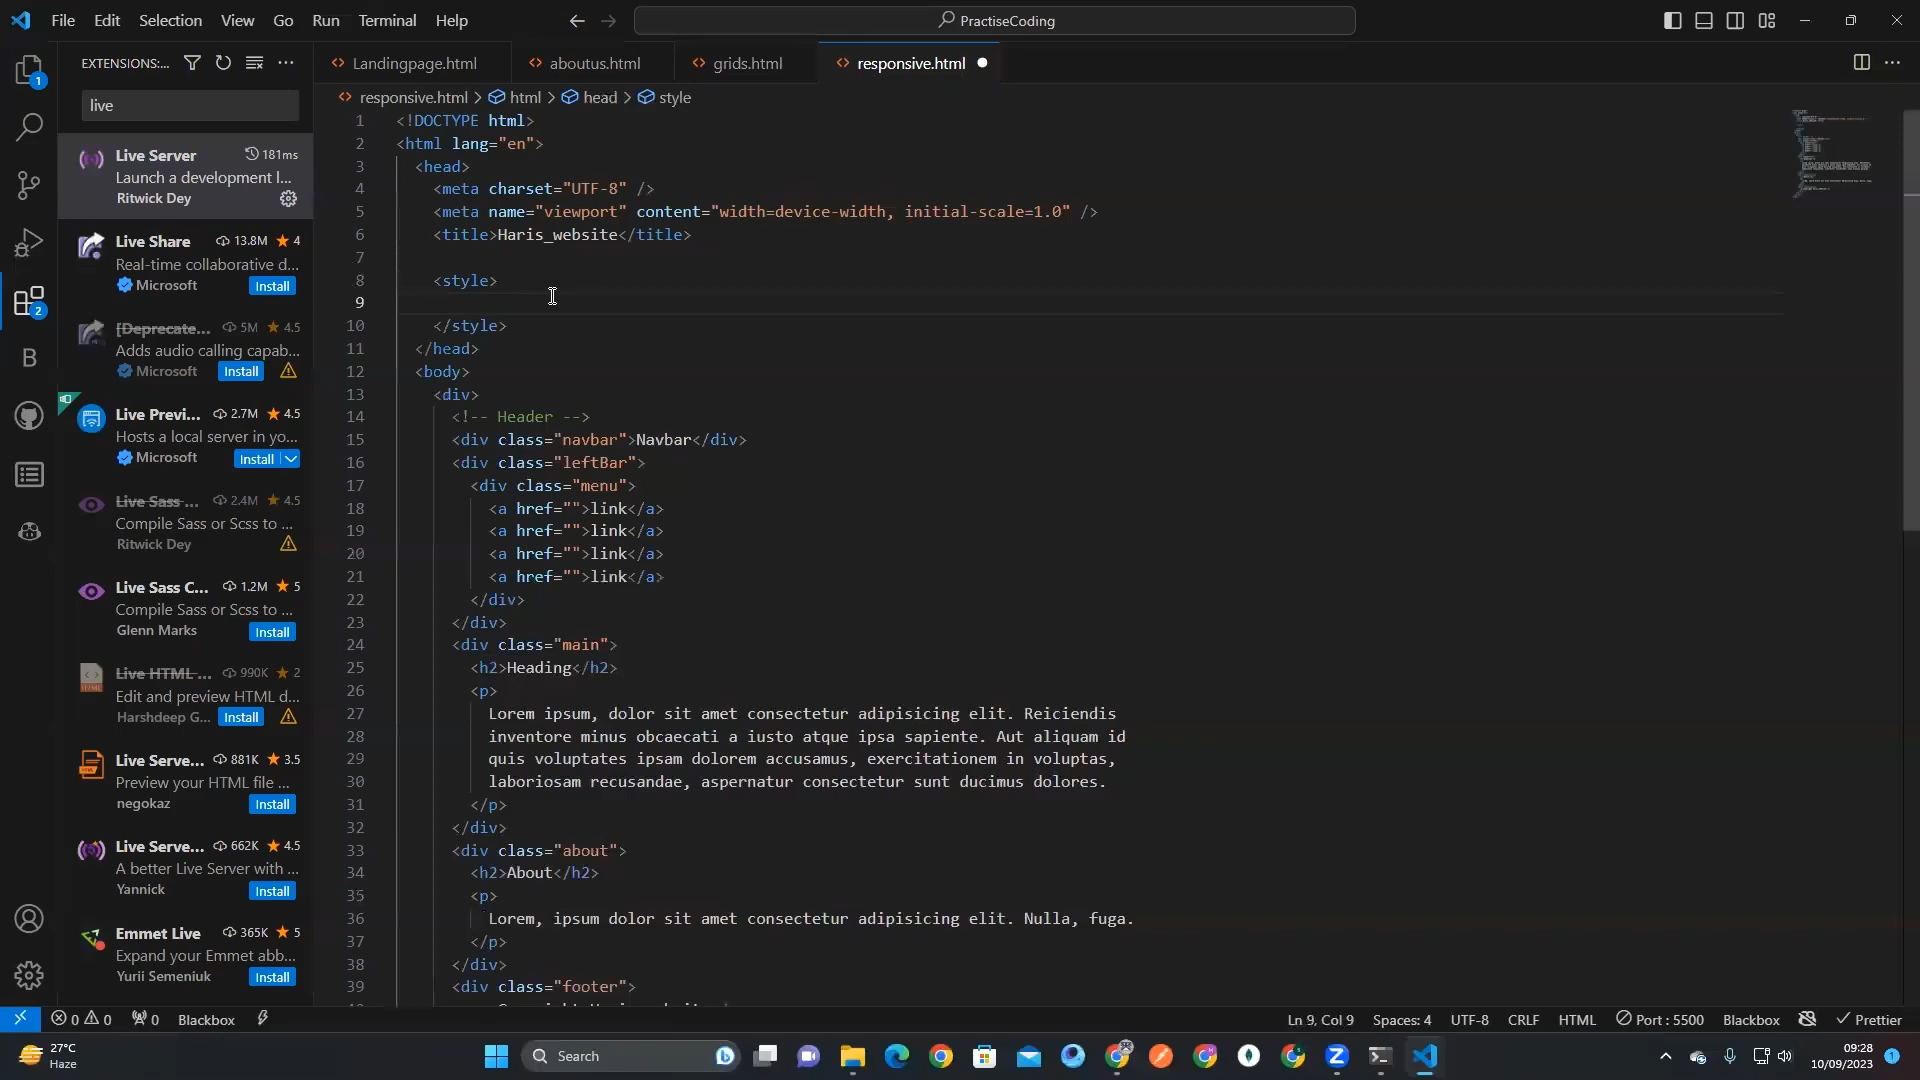 File Edit Selection View Go Run Terminal Help
PractiseCoding
EXTENSIONS:...
live
1
2
Live Server 181ms
Launch a development l...
Ritwick Dey
Live Share 13.8M 4
Real-time collaborative d...
Microsoft Install
[Deprecate... 5M 4.5
Adds audio calling capab...
Microsoft Install
Live Previ... 2.7M 4.5
Hosts a local server in yo...
Microsoft Install
Live Sass ... 2.4M 4.5
Compile Sass or Scss to ...
Ritwick Dey
Live Sass C... 1.2M 5
Compile Sass or Scss to ...
Glenn Marks Install
Live HTML ... 990K 2
Edit and preview HTML d...
Harshdeep G... Install
Live Serve... 881K 3.5
Preview your HTML file ...
negokaz Install
Live Serve... 662K 4.5
A better Live Server with ...
Yannick Install
Emmet Live 365K 5
Expand your Emmet abb...
Yurii Semeniuk Install
Landingpage.html aboutus.html grids.html responsive.html
responsive.html > html > head > style
1 <!DOCTYPE html>
2 <html lang="en">
3 <head>
4 <meta charset="UTF-8" />
5 <meta name="viewport" content="width=device-width, initial-scale=1.0" />
6 <title>Haris_website</title>
7
8 <style>
9
10 </style>
11 </head>
12 <body>
13 <div>
14 <!-- Header -->
15 <div class="navbar">Navbar</div>
16 <div class="leftBar">
17 <div class="menu">
18 <a href="">link</a>
19 <a href="">link</a>
20 <a href="">link</a>
21 <a href="">link</a>
22 </div>
23 </div>
24 <div class="main">
25 <h2>Heading</h2>
26 <p>
27 Lorem ipsum, dolor sit amet consectetur adipisicing elit. Reiciendis
28 inventore minus obcaecati a iusto atque ipsa sapiente. Aut aliquam id
29 quis voluptates ipsam dolorem accusamus, exercitationem in voluptas,
30 laboriosam recusandae, aspernatur consectetur sunt ducimus dolores.
31 </p>
32 </div>
33 <div class="about">
34 <h2>About</h2>
35 <p>
36 Lorem, ipsum dolor sit amet consectetur adipisicing elit. Nulla, fuga.
37 </p>
38 </div>
39 <div class="footer">
0 0 0 Blackbox Ln 9, Col 9 Spaces: 4 UTF-8 CRLF HTML Port : 5500 Blackbox Prettier
27°C
Haze
Search
09:28
10/09/2023
1